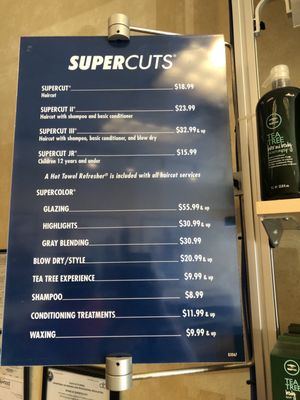 SUPERCUTS®
SUPERCUT® $18.99
Haircut
SUPERCUT II® $23.99
Haircut with shampoo and basic conditioner
SUPERCUT III® $32.99 & up
Haircut with shampoo, basic conditioner, and blow dry
SUPERCUT JR® $15.99
Children 12 years and under
A Hot Towel Refresher® is included with all haircut services
SUPERCOLOR®
GLAZING $55.99 & up
HIGHLIGHTS $30.99 & up
GRAY BLENDING $30.99
BLOW DRY/STYLE $20.99 & up
TEA TREE EXPERIENCE $9.99 & up
SHAMPOO $8.99
CONDITIONING TREATMENTS $11.99 & up
WAXING $9.99 & up
TEA
TREE
TEA
TREE